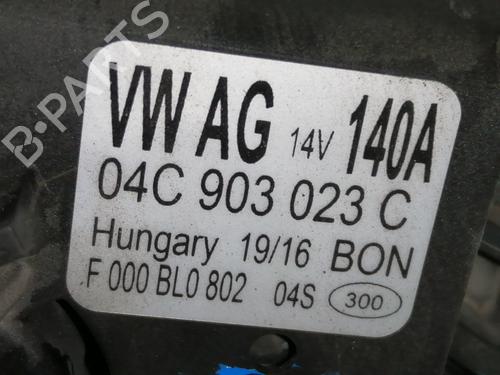 B-PARTS
VW AG 14V 140A
04C 903 023 C
Hungary 19/16 BON
F 000 BL0 802 04S 300